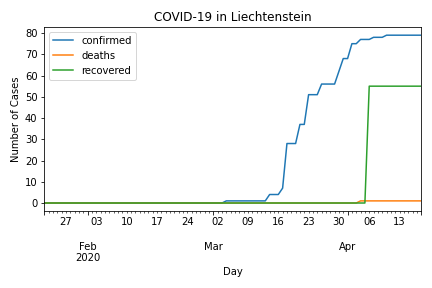 COVID-19 in Liechtenstein
confirmed
deaths
recovered
Number of Cases
80
70
60
50
40
30
20
10
0
27 03 10 17 24 02 09 16 23 30 06 13
Feb Mar Apr
2020
Day